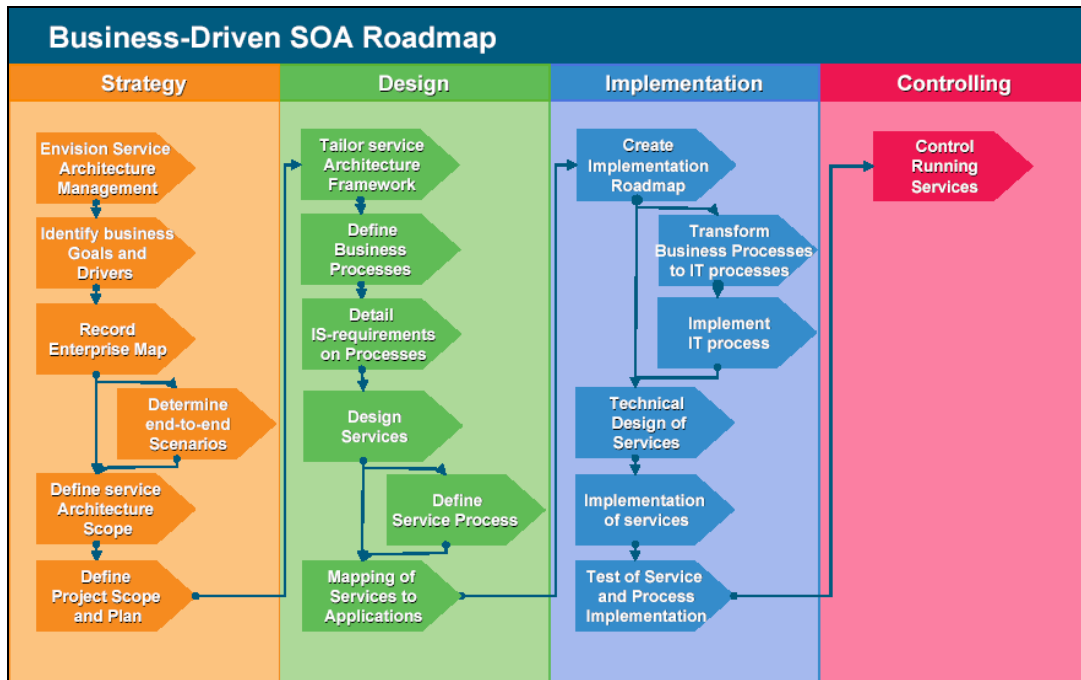 Business-Driven SOA Roadmap
Strategy
Envision Service
Architecture
Management
Identify business
Goals and
Drivers
Record
Enterprise Map
Determine
end-to-end
Scenarios
Define service
Architecture
Scope
Define
Project Scope
and Plan
Design
Tailor service
Architecture
Framework
Define
Business
Processes
Detail
IS-requirements
on Processes
Design
Services
Define
Service Process
Mapping of
Services to
Applications
Implementation
Create
Implementation
Roadmap
Transform
Business Processes
to IT processes
Implement
IT process
Technical
Design of
Services
Implementation
of services
Test of Service
and Process
Implementation
Controlling
Control
Running
Services